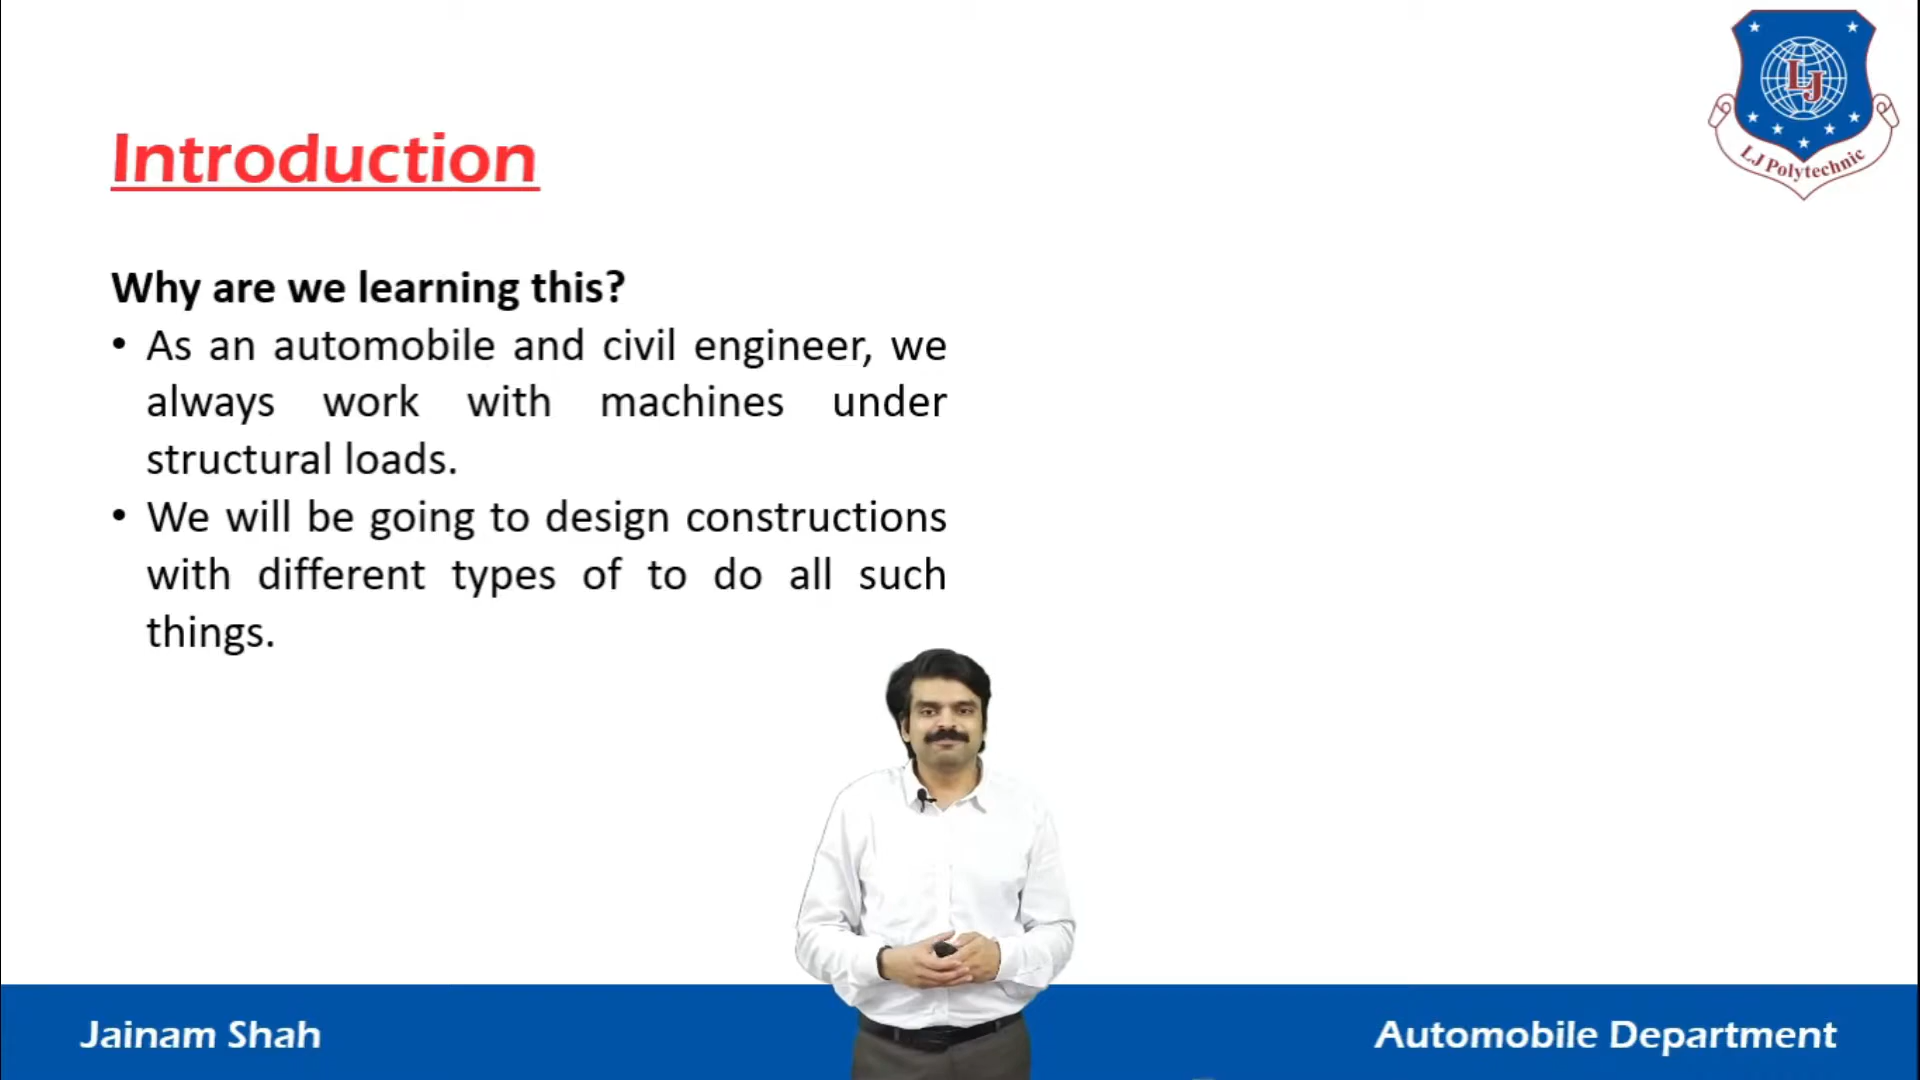 LJ
LJ Polytechnic
Introduction
Why are we learning this?
• As an automobile and civil engineer, we
always work with machines under
structural loads.
• We will be going to design constructions
with different types of to do all such
things.
Jainam Shah
Automobile Department